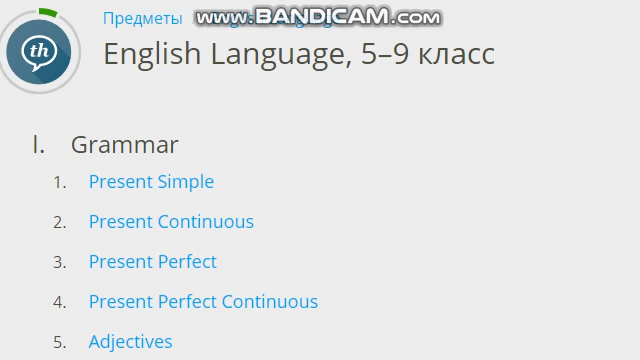 Предметы
www.BANDICAM.com
th
English Language, 5–9 класс
I. Grammar
1. Present Simple
2. Present Continuous
3. Present Perfect
4. Present Perfect Continuous
5. Adjectives